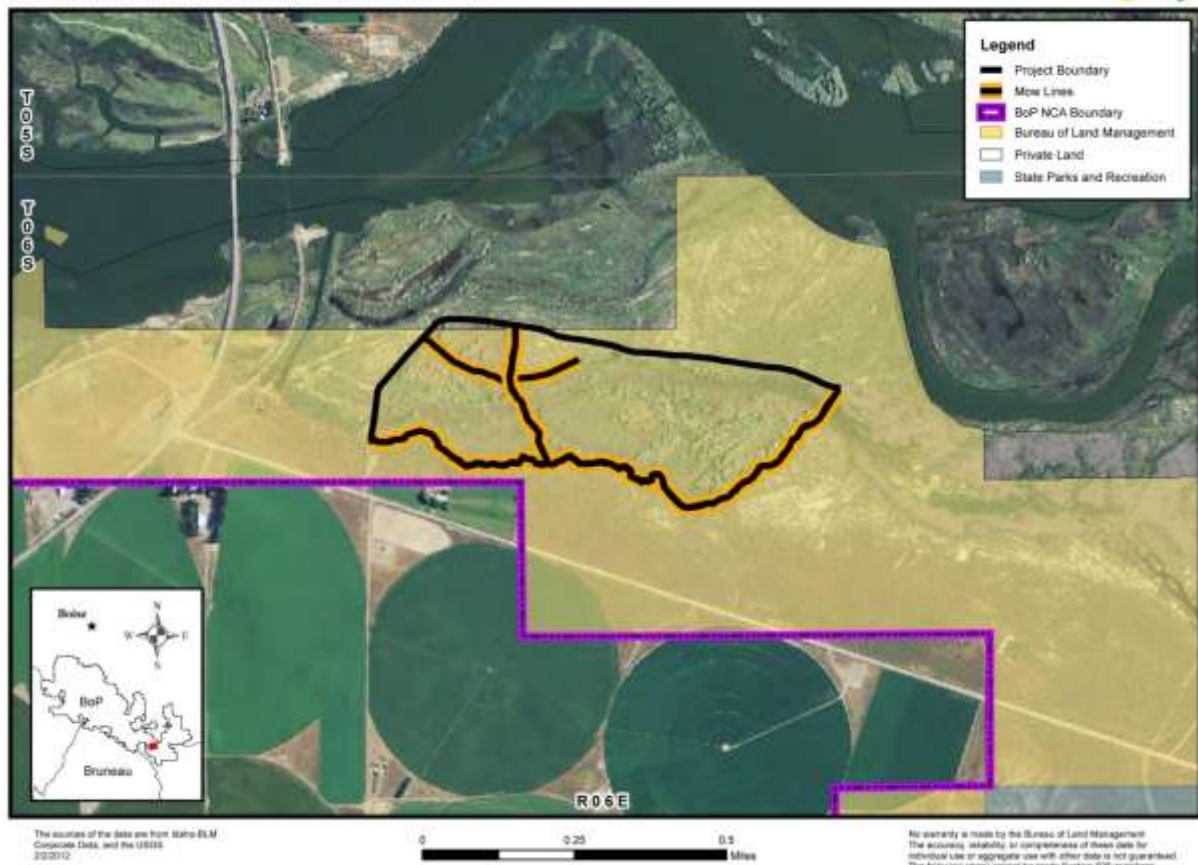 Legend
Project Boundary
Mow Lines
BoP NCA Boundary
Bureau of Land Management
Private Land
State Parks and Recreation
T05S
T06S
Boise
N
W
E
S
BoP
Bruneau
R06E
The sources of the data are from Idaho BLM
Corporate Data, and the USGS
2/2/2012
0
0.25
0.5
Miles
No warranty is made by the Bureau of Land Management
The accuracy, reliability, or completeness of these data for
individual use or aggregate use with other data is not guaranteed.